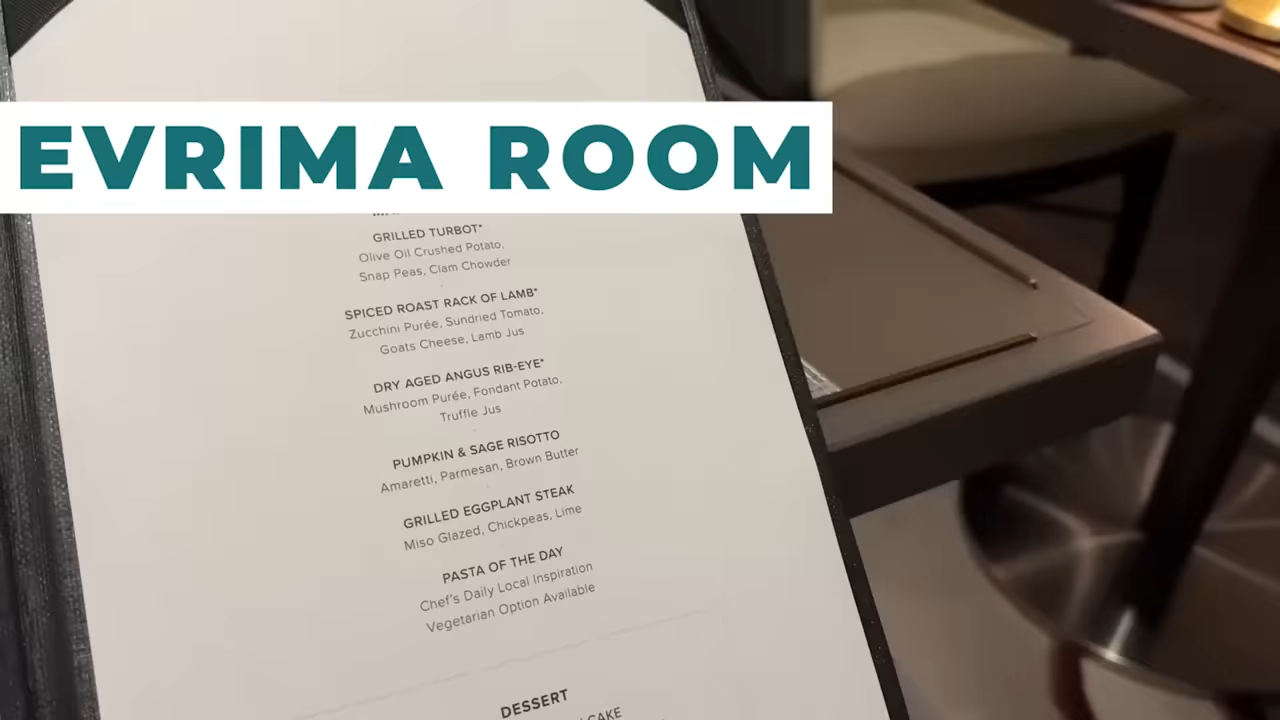 EVRIMA ROOM
GRILLED TURBOT*
Olive Oil Crushed Potato,
Snap Peas, Clam Chowder
SPICED ROAST RACK OF LAMB*
Zucchini Purée, Sundried Tomato,
Goats Cheese, Lamb Jus
DRY AGED ANGUS RIB-EYE*
Mushroom Purée, Fondant Potato,
Truffle Jus
PUMPKIN & SAGE RISOTTO
Amaretti, Parmesan, Brown Butter
GRILLED EGGPLANT STEAK
Miso Glazed, Chickpeas, Lime
PASTA OF THE DAY
Chef's Daily Local Inspiration
Vegetarian Option Available
DESSERT
CAKE